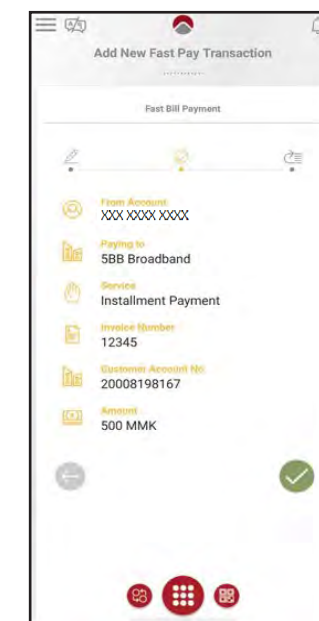 Add New Fast Pay Transaction
Fast Bill Payment
From Account
XXX XXXX XXXX
Paying to
5BB Broadband
Service
Installment Payment
Invoice Number
12345
Customer Account No
20008198167
Amount
500 MMK